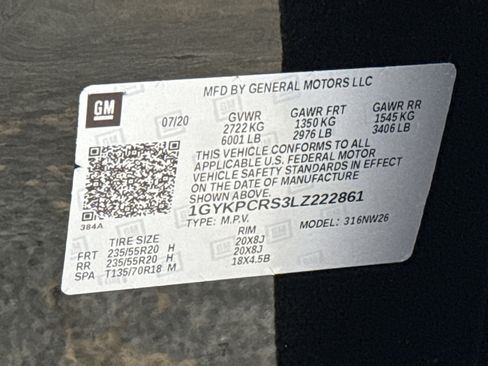 MFD BY GENERAL MOTORS LLC
GM
07/20 GVWR GAWR FRT GAWR RR
2722 KG 1350 KG 1545 KG
6001 LB 2976 LB 3406 LB
THIS VEHICLE CONFORMS TO ALL
APPLICABLE U.S. FEDERAL MOTOR
VEHICLE SAFETY STANDARDS IN EFFECT
ON THE DATE OF MANUFACTURE
SHOWN ABOVE.
1GYKPCRS3LZ222861
384A
TYPE: M.P.V. MODEL: 316NW26
TIRE SIZE RIM
FRT 235/55R20 H 20X8J
RR 235/55R20 H 20X8J
SPA T135/70R18 M 18X4.5B